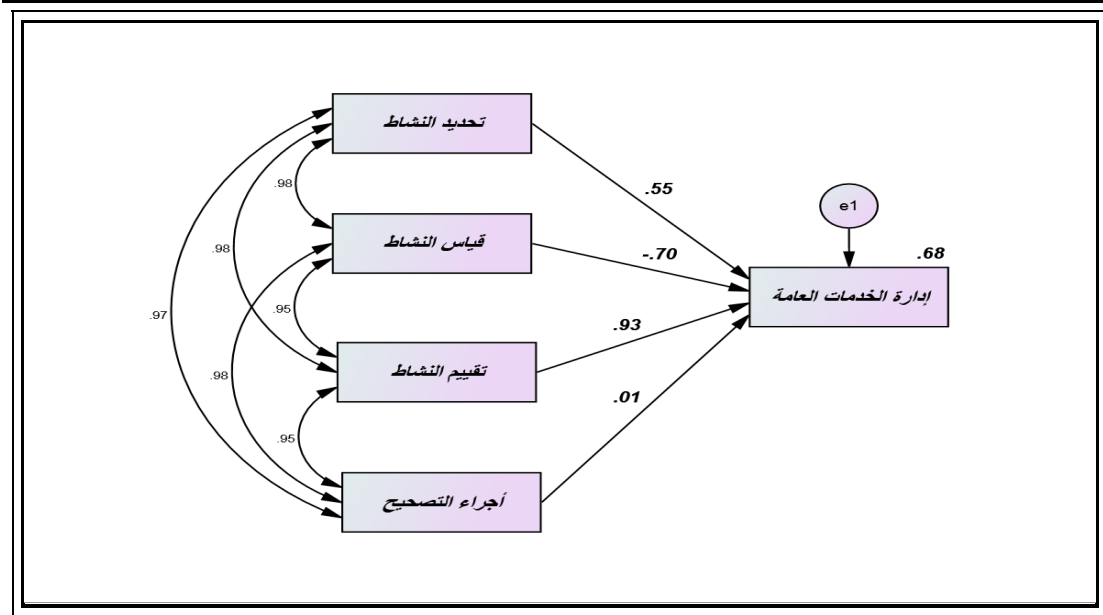 تحديد النشاط
.98
.55
e1
قياس النشاط
.98
-.70
.68
إدارة الخدمات العامة
.95
.97
تقييم النشاط
.93
.98
.01
.95
أجراء التصحيح